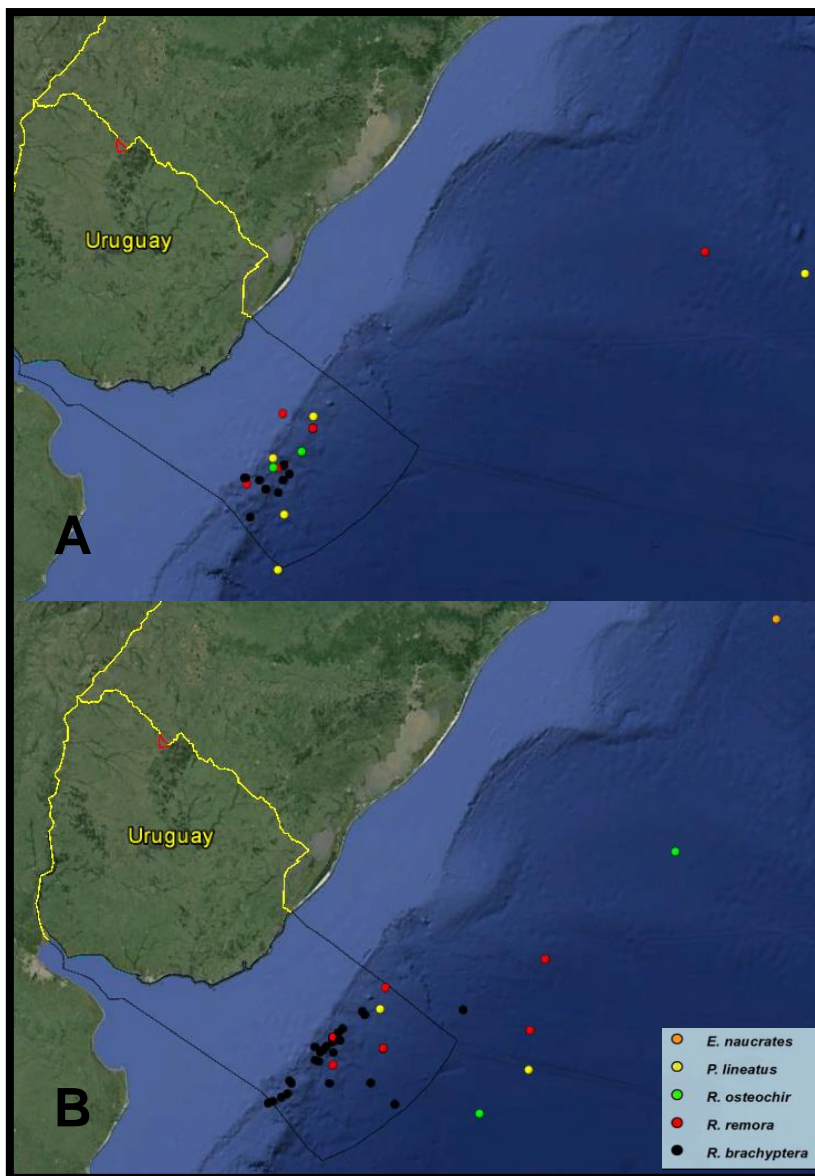 Uruguay
A
Uruguay
B
E. naucrates
P. lineatus
R. osteochir
R. remora
R. brachyptera